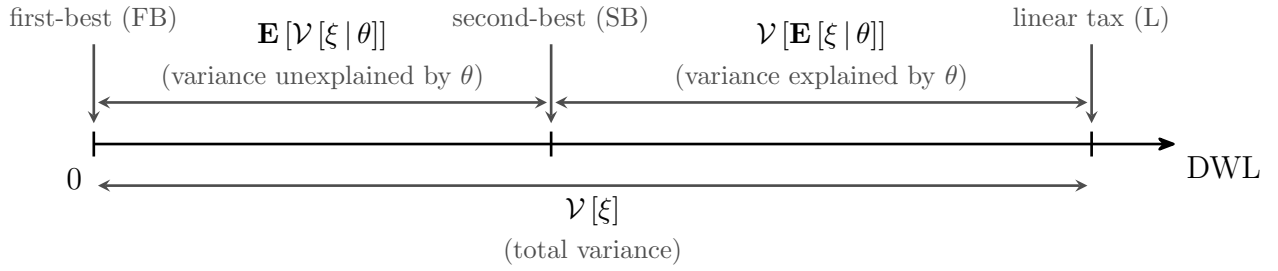 first-best (FB) second-best (SB) linear tax (L)
𝐄 [𝒱 [ξ | θ]] 𝒱 [𝐄 [ξ | θ]]
(variance unexplained by θ) (variance explained by θ)
0 DWL
𝒱 [ξ]
(total variance)